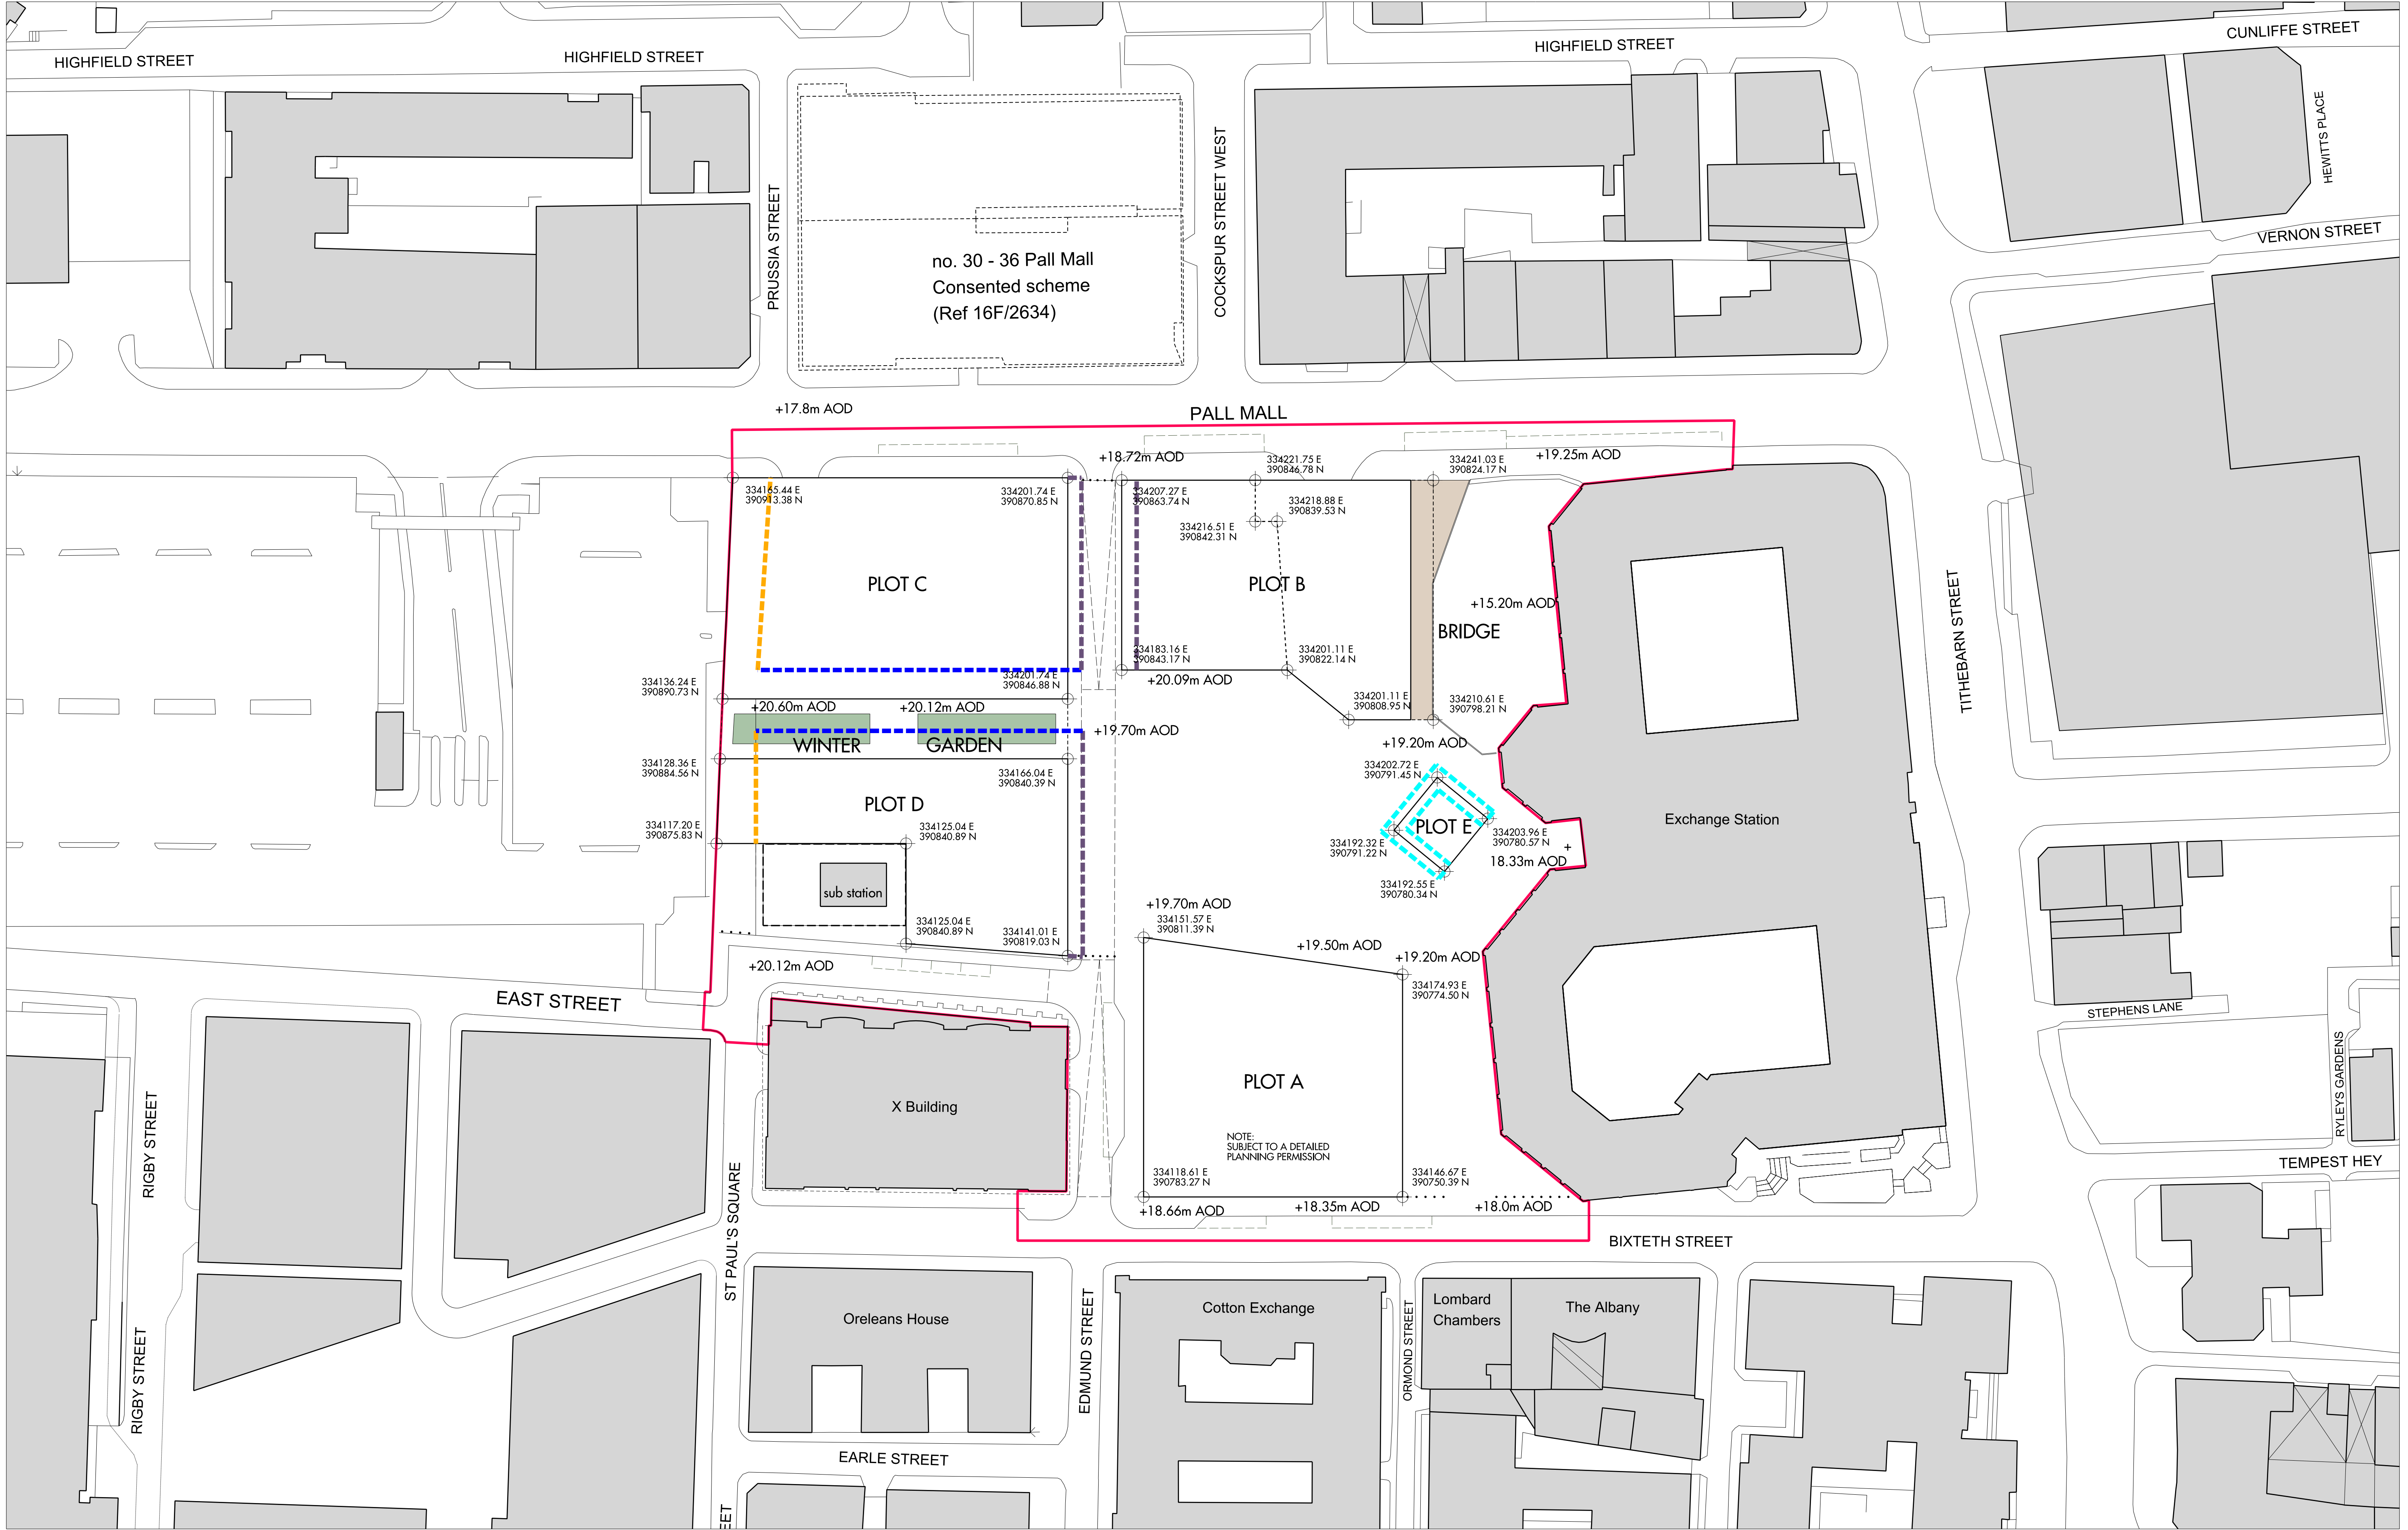 HIGHFIELD STREET
HIGHFIELD STREET
HIGHFIELD STREET
CUNLIFFE STREET
HEWITTS PLACE
VERNON STREET
PRUSSIA STREET
COCKSPUR STREET WEST
no. 30 - 36 Pall Mall
Consented scheme
(Ref 16F/2634)
+17.8m AOD
PALL MALL
+18.72m AOD
334221.75 E
390846.78 N
334241.03 E
390824.17 N
+19.25m AOD
334165.44 E
390913.38 N
334201.74 E
390870.85 N
334207.27 E
390863.74 N
334218.88 E
390839.53 N
334216.51 E
390842.31 N
PLOT C
PLOT B
+15.20m AOD
BRIDGE
TITHEBARN STREET
334183.16 E
390843.17 N
334201.11 E
390822.14 N
334201.74 E
390846.88 N
+20.09m AOD
334136.24 E
390890.73 N
334201.11 E
390808.95 N
334210.61 E
390798.21 N
+20.60m AOD
+20.12m AOD
+19.70m AOD
WINTER GARDEN
+19.20m AOD
334128.36 E
390884.56 N
334166.04 E
390840.39 N
334202.72 E
390791.45 N
PLOT D
PLOT E
Exchange Station
334117.20 E
390875.83 N
334125.04 E
390840.89 N
334192.32 E
390791.22 N
334203.96 E
390780.57 N
+
18.33m AOD
sub station
334192.55 E
390780.34 N
+19.70m AOD
334151.57 E
390811.39 N
334125.04 E
390840.89 N
334141.01 E
390819.03 N
+19.50m AOD
+19.20m AOD
+20.12m AOD
334174.93 E
390774.50 N
EAST STREET
STEPHENS LANE
RYLEYS GARDENS
PLOT A
X Building
NOTE:
SUBJECT TO A DETAILED
PLANNING PERMISSION
RIGBY STREET
ST PAUL'S SQUARE
TEMPEST HEY
334118.61 E
390783.27 N
334146.67 E
390750.39 N
+18.66m AOD
+18.35m AOD
+18.0m AOD
BIXTETH STREET
RIGBY STREET
Oreleans House
EDMUND STREET
Cotton Exchange
ORMOND STREET
Lombard
Chambers
The Albany
EARLE STREET
EET